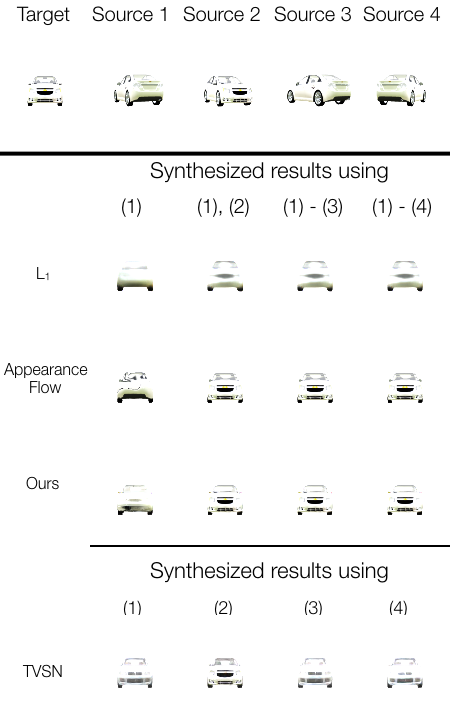 Target Source 1 Source 2 Source 3 Source 4
Synthesized results using
(1) (1), (2) (1) - (3) (1) - (4)
L₁
Appearance
Flow
Ours
Synthesized results using
(1) (2) (3) (4)
TVSN